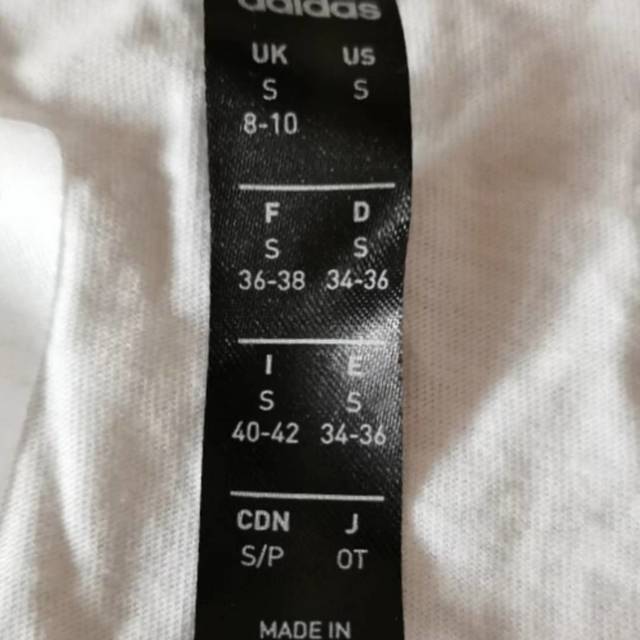 adidas
UK US
S S
8-10
F D
S S
36-38 34-36
I E
S S
40-42 34-36
CDN J
S/P OT
MADE IN